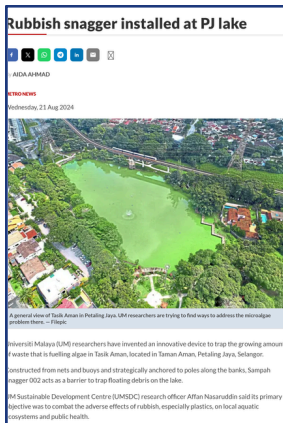 Rubbish snagger installed at PJ lake
AIDA AHMAD
METRO NEWS
Wednesday, 21 Aug 2024
A general view of Tasik Aman in Petaling Jaya. UM researchers are trying to find ways to address the microalgae
problem there. — Filepic
Universiti Malaya (UM) researchers have invented an innovative device to trap the growing amount
of waste that is fuelling algae in Tasik Aman, located in Taman Aman, Petaling Jaya, Selangor.
Constructed from nets and buoys and strategically anchored to poles along the banks, Sampah
Snagger 002 acts as a barrier to trap floating debris on the lake.
UM Sustainable Development Centre (UMSDC) research officer Affan Nasaruddin said its primary
objective was to combat the adverse effects of rubbish, especially plastics, on local aquatic
ecosystems and public health.